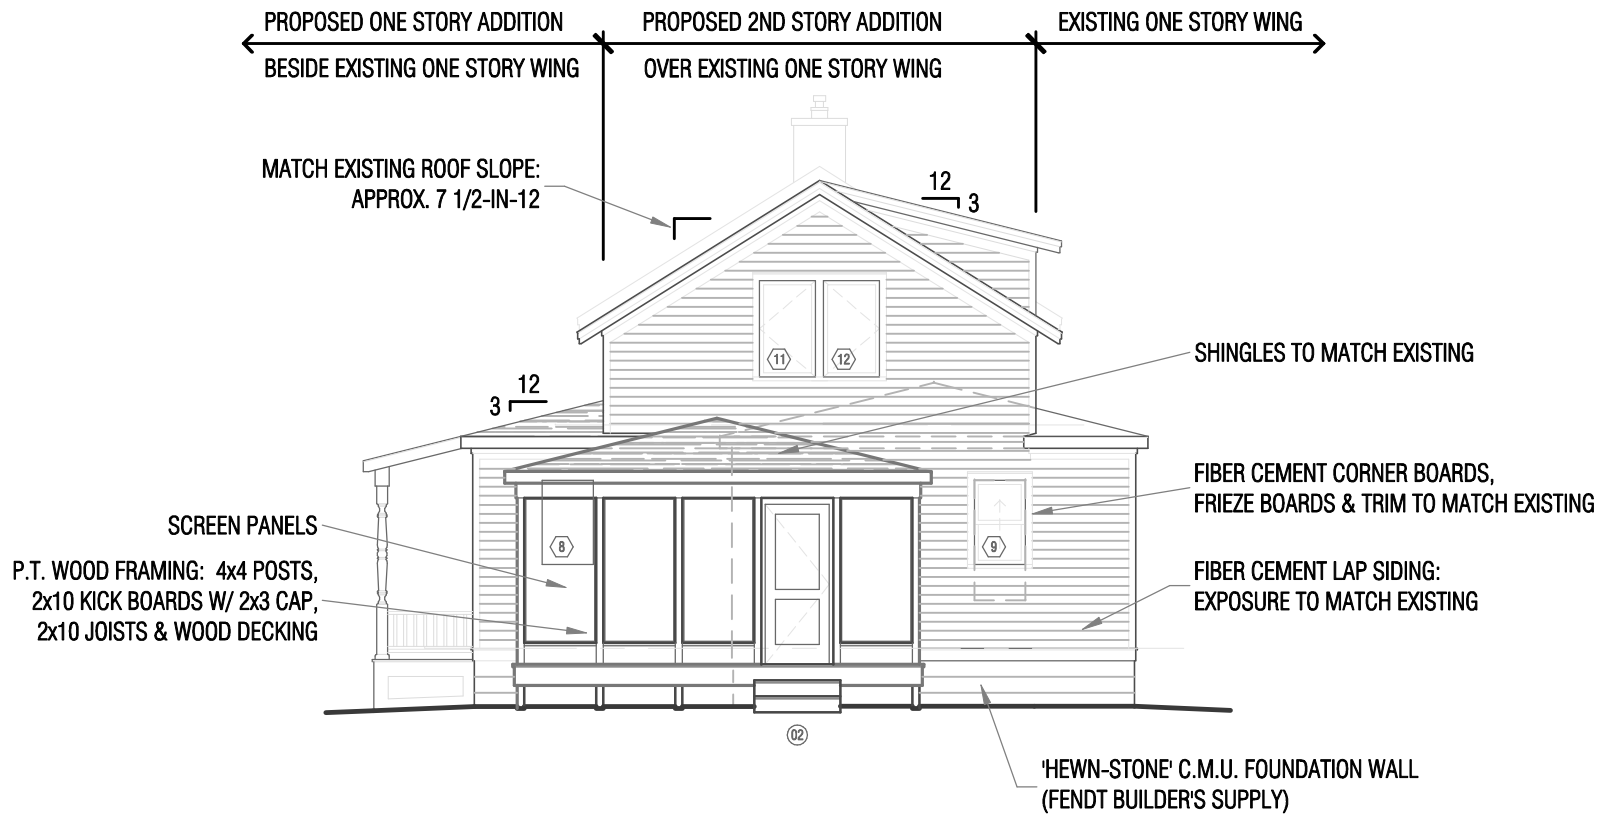 PROPOSED ONE STORY ADDITION
BESIDE EXISTING ONE STORY WING
PROPOSED 2ND STORY ADDITION
OVER EXISTING ONE STORY WING
EXISTING ONE STORY WING
MATCH EXISTING ROOF SLOPE:
APPROX. 7 1/2-IN-12
12
3
11
12
SHINGLES TO MATCH EXISTING
12
3
FIBER CEMENT CORNER BOARDS,
FRIEZE BOARDS & TRIM TO MATCH EXISTING
SCREEN PANELS
8
9
P.T. WOOD FRAMING: 4x4 POSTS,
2x10 KICK BOARDS W/ 2x3 CAP,
2x10 JOISTS & WOOD DECKING
FIBER CEMENT LAP SIDING:
EXPOSURE TO MATCH EXISTING
02
'HEWN-STONE' C.M.U. FOUNDATION WALL
(FENDT BUILDER'S SUPPLY)